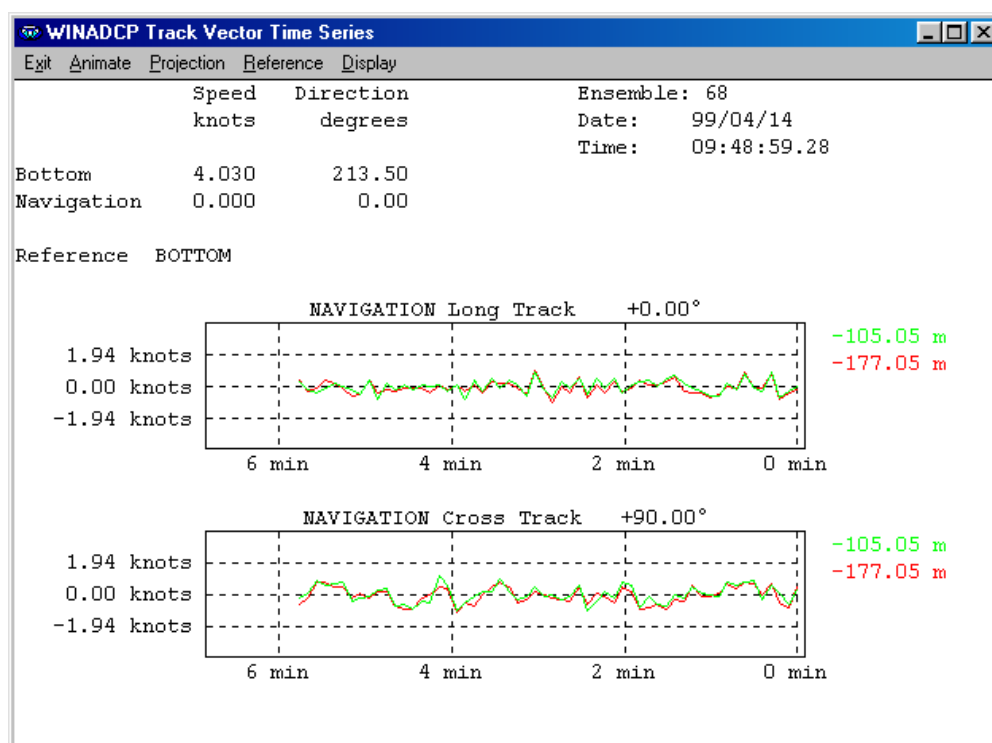 WINADCP Track Vector Time Series
Exit Animate Projection Reference Display
Speed Direction Ensemble: 68
knots degrees Date: 99/04/14
Time: 09:48:59.28
Bottom 4.030 213.50
Navigation 0.000 0.00
Reference BOTTOM
NAVIGATION Long Track +0.00°
-105.05 m
1.94 knots -177.05 m
0.00 knots
-1.94 knots
6 min 4 min 2 min 0 min
NAVIGATION Cross Track +90.00°
-105.05 m
1.94 knots -177.05 m
0.00 knots
-1.94 knots
6 min 4 min 2 min 0 min